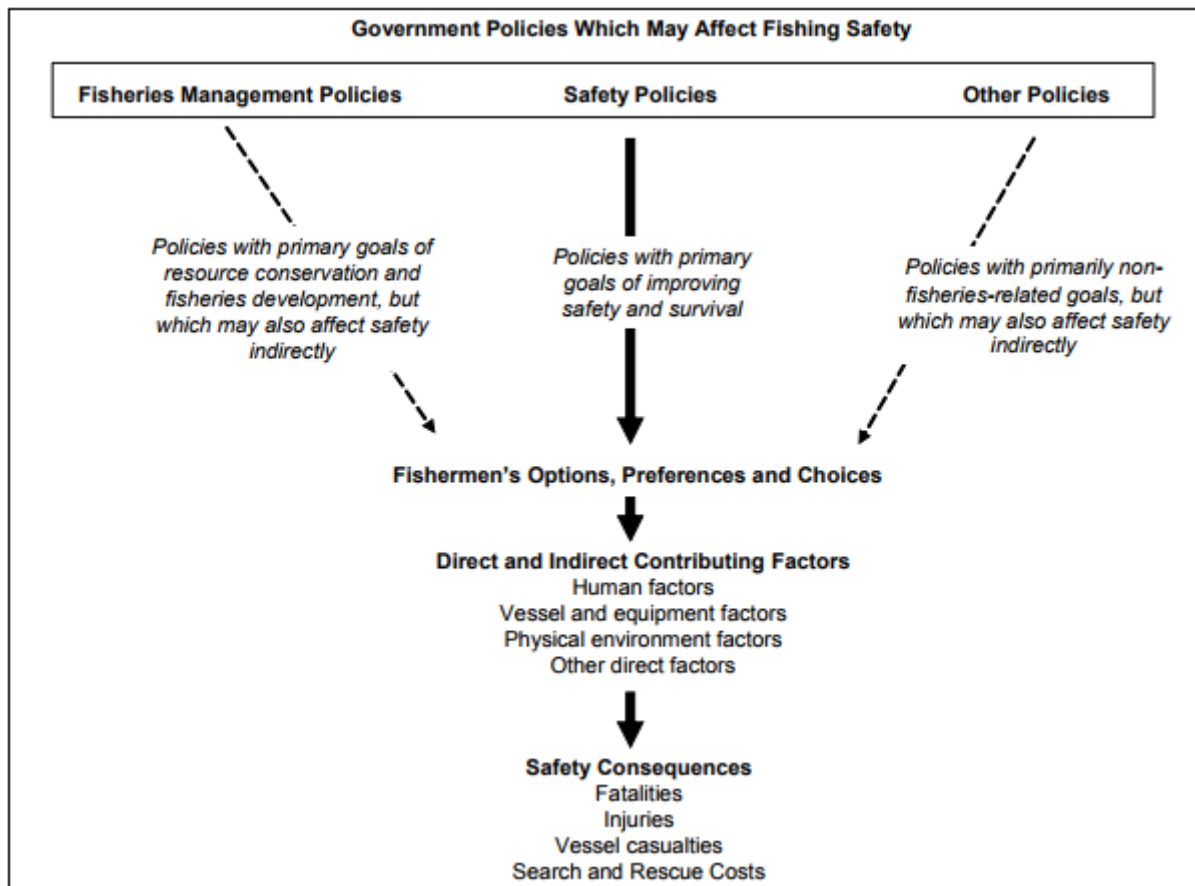 Government Policies Which May Affect Fishing Safety
Fisheries Management Policies
Safety Policies
Other Policies
Policies with primary goals of
resource conservation and
fisheries development, but
which may also affect safety
indirectly
Policies with primary
goals of improving
safety and survival
Policies with primarily non-
fisheries-related goals, but
which may also affect safety
indirectly
Fishermen's Options, Preferences and Choices
Direct and Indirect Contributing Factors
Human factors
Vessel and equipment factors
Physical environment factors
Other direct factors
Safety Consequences
Fatalities
Injuries
Vessel casualties
Search and Rescue Costs